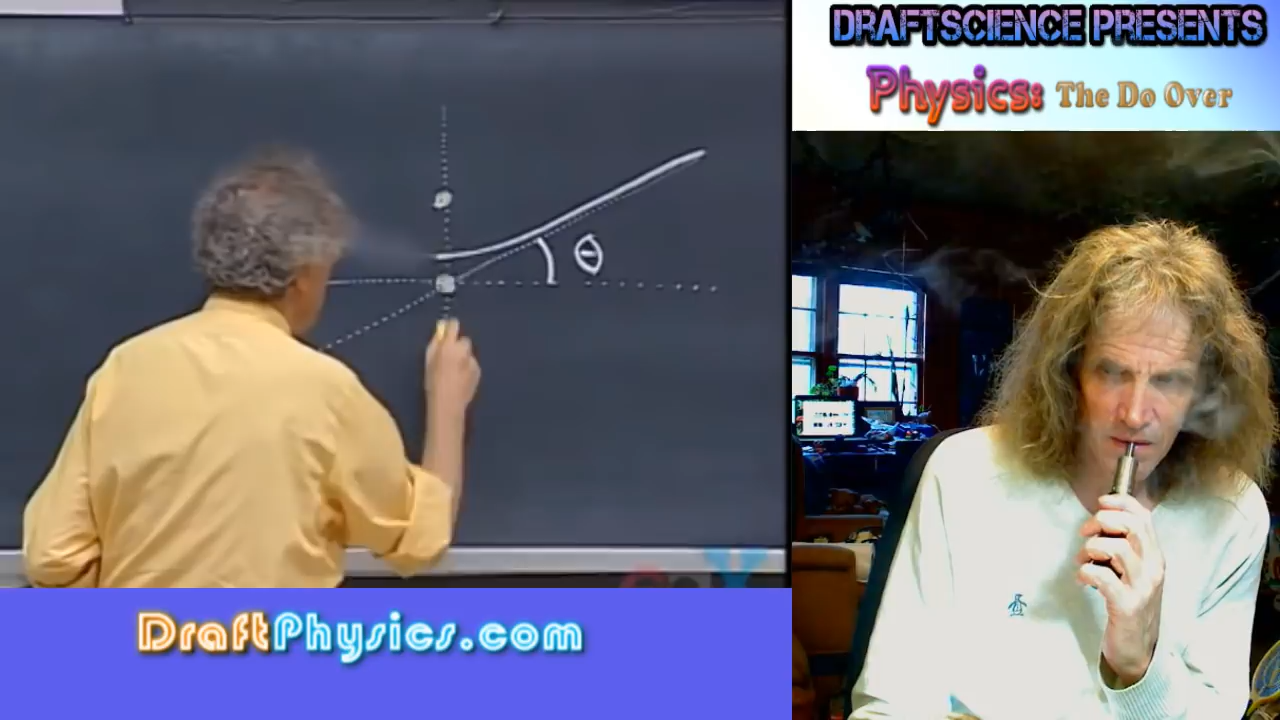 DRAFTSCIENCE PRESENTS
Physics: The Do Over
θ
DraftPhysics.com